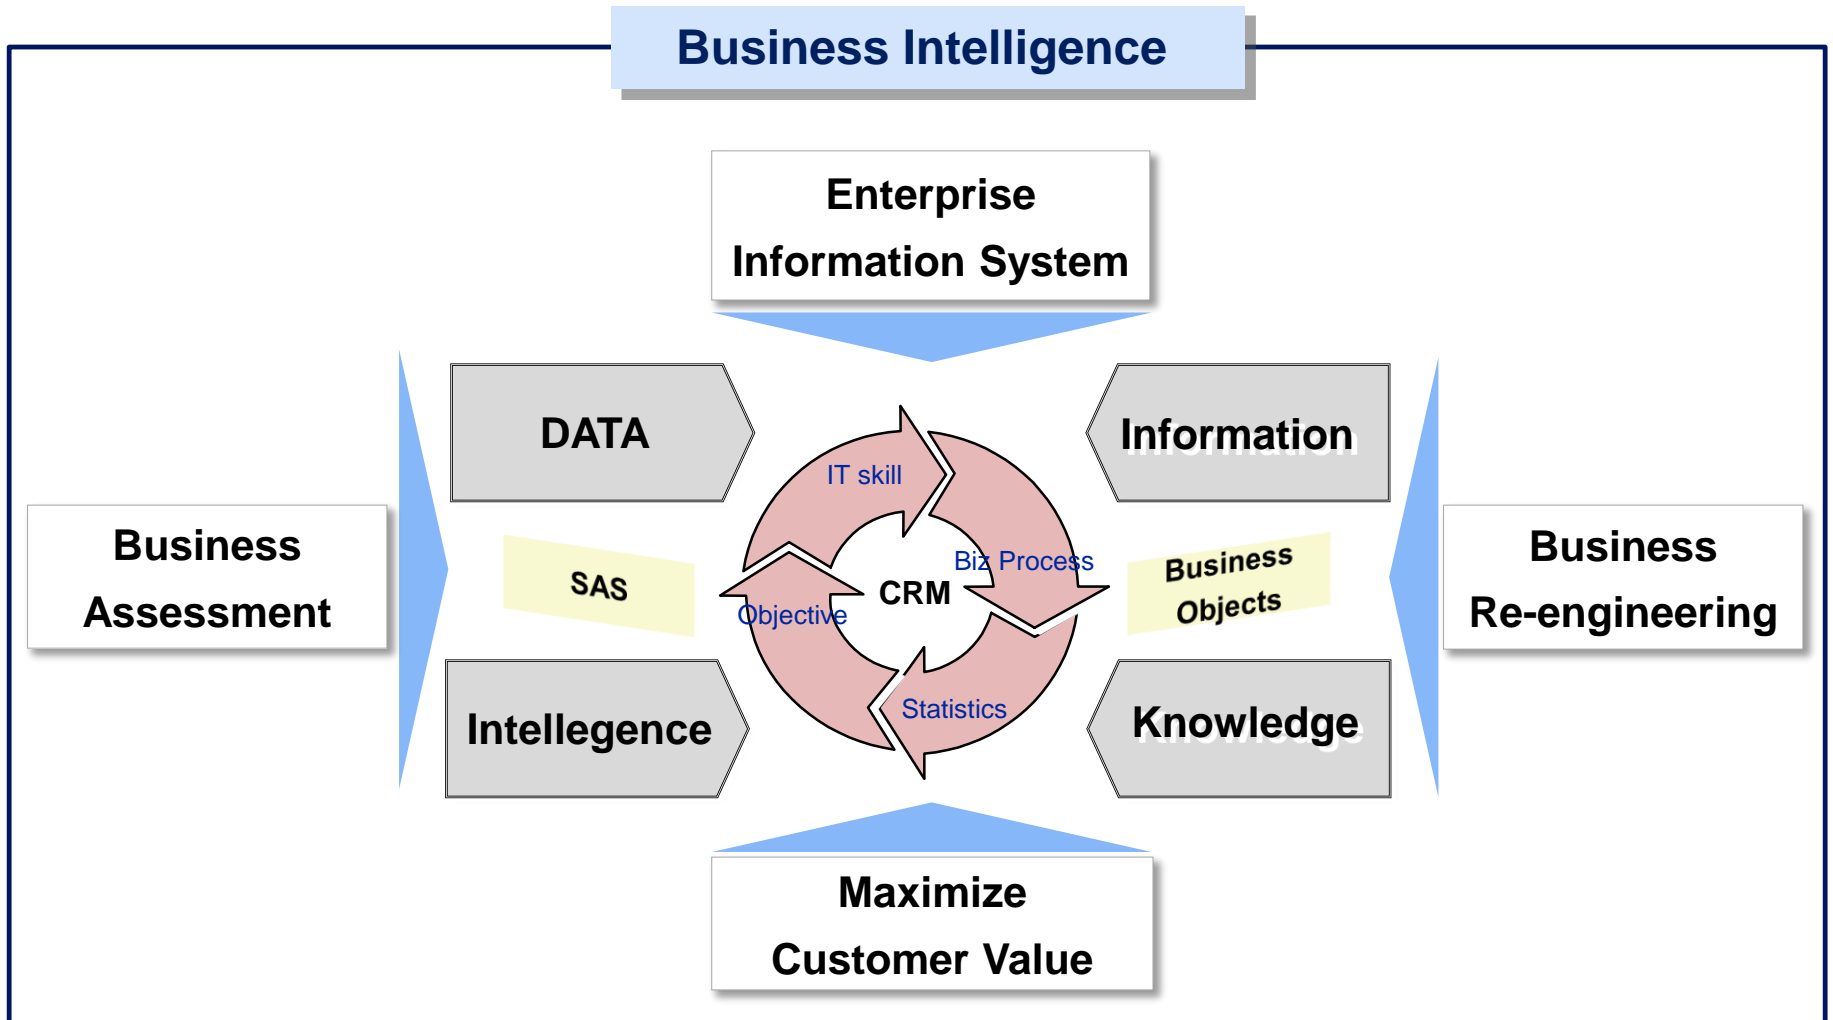 Business Intelligence
Enterprise
Information System
DATA
Information
IT skill
Business
Assessment
SAS
Objective
CRM
Biz Process
Business
Objects
Business
Re-engineering
Intellegence
Statistics
Knowledge
Maximize
Customer Value